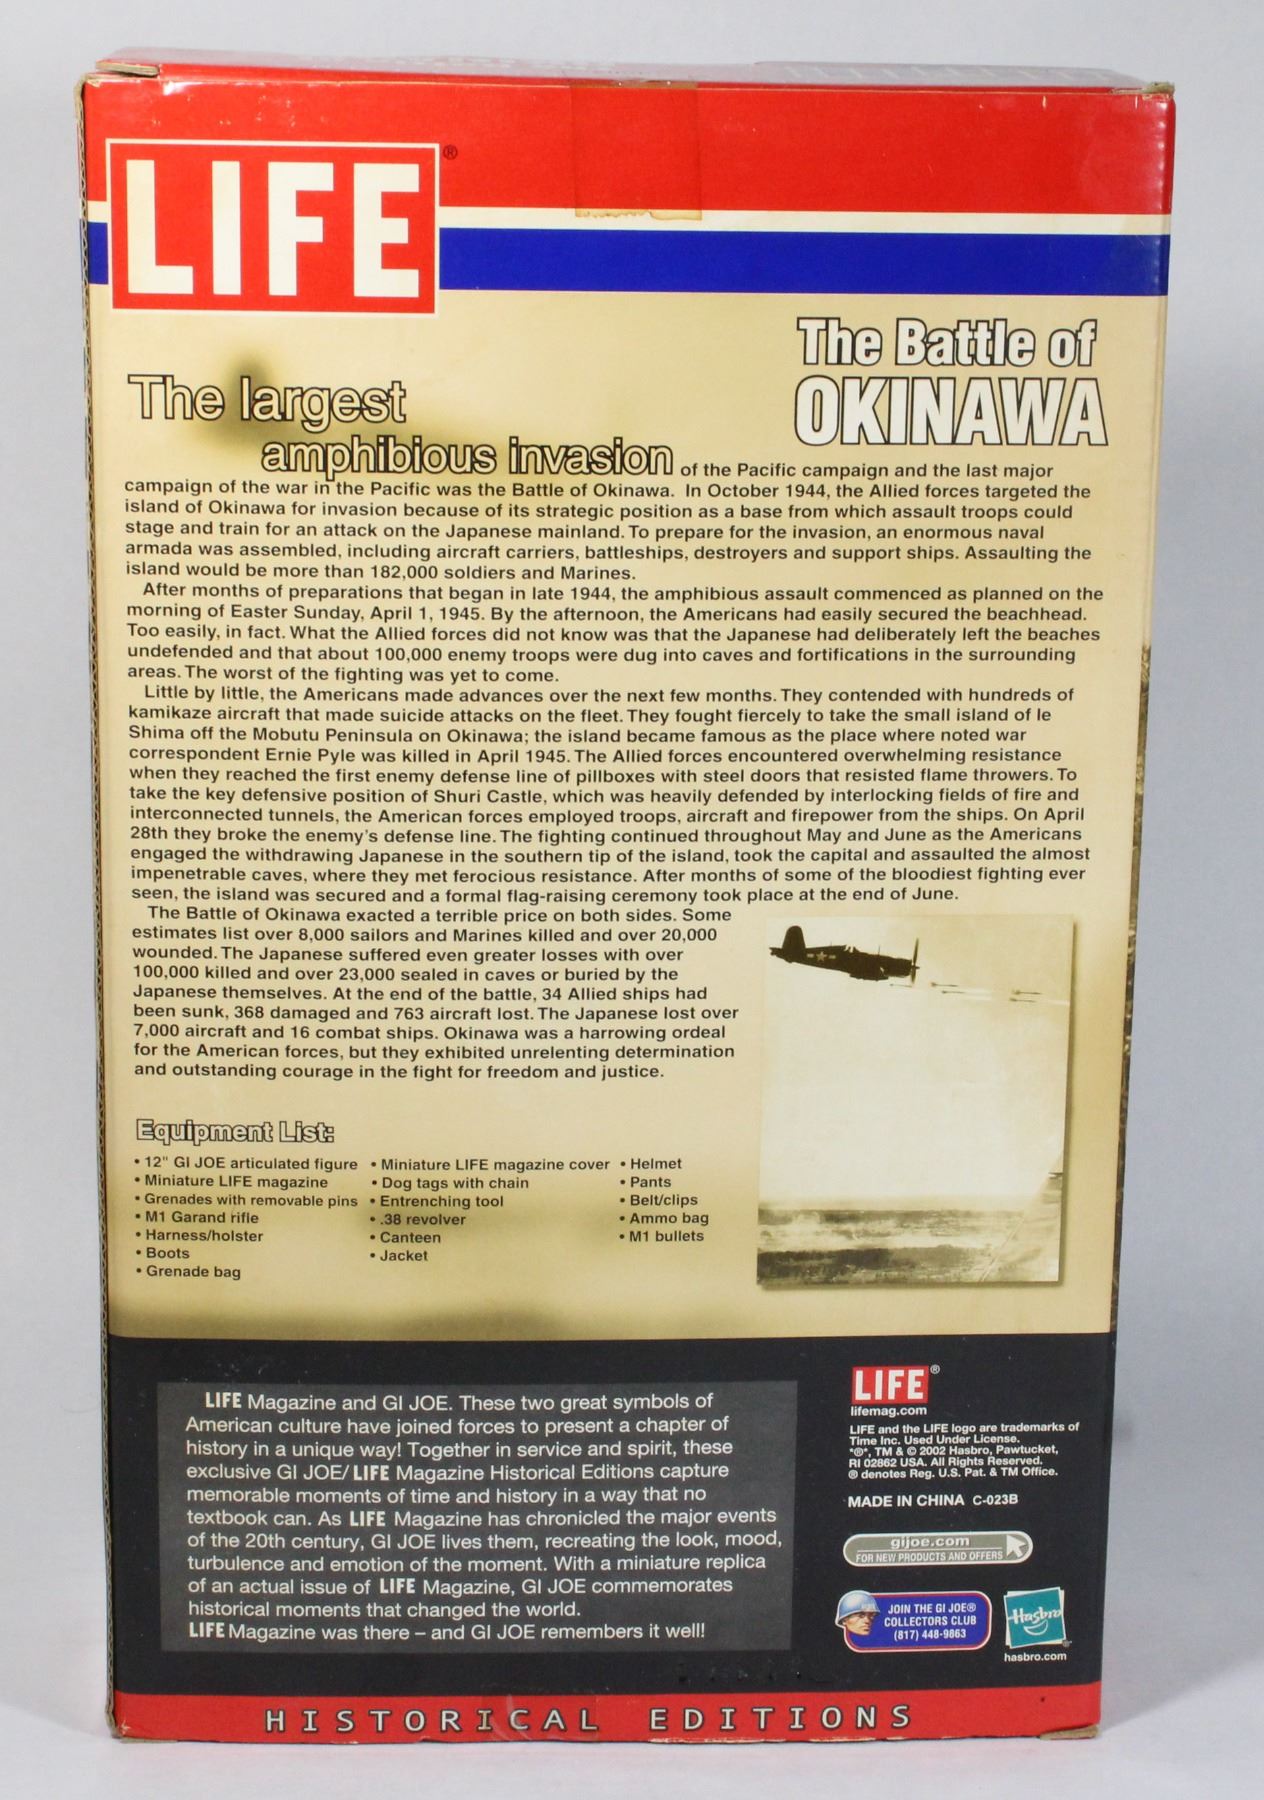 LIFE®
The Battle of
OKINAWA
The largest
amphibious invasion of the Pacific campaign and the last major
campaign of the war in the Pacific was the Battle of Okinawa. In October 1944, the Allied forces targeted the
island of Okinawa for invasion because of its strategic position as a base from which assault troops could
stage and train for an attack on the Japanese mainland. To prepare for the invasion, an enormous naval
armada was assembled, including aircraft carriers, battleships, destroyers and support ships. Assaulting the
island would be more than 182,000 soldiers and Marines.
After months of preparations that began in late 1944, the amphibious assault commenced as planned on the
morning of Easter Sunday, April 1, 1945. By the afternoon, the Americans had easily secured the beachhead.
Too easily, in fact. What the Allied forces did not know was that the Japanese had deliberately left the beaches
undefended and that about 100,000 enemy troops were dug into caves and fortifications in the surrounding
areas. The worst of the fighting was yet to come.
Little by little, the Americans made advances over the next few months. They contended with hundreds of
kamikaze aircraft that made suicide attacks on the fleet. They fought fiercely to take the small island of Ie
Shima off the Mobutu Peninsula on Okinawa; the island became famous as the place where noted war
correspondent Ernie Pyle was killed in April 1945. The Allied forces encountered overwhelming resistance
when they reached the first enemy defense line of pillboxes with steel doors that resisted flame throwers. To
take the key defensive position of Shuri Castle, which was heavily defended by interlocking fields of fire and
interconnected tunnels, the American forces employed troops, aircraft and firepower from the ships. On April
28th they broke the enemy's defense line. The fighting continued throughout May and June as the Americans
engaged the withdrawing Japanese in the southern tip of the island, took the capital and assaulted the almost
impenetrable caves, where they met ferocious resistance. After months of some of the bloodiest fighting ever
seen, the island was secured and a formal flag-raising ceremony took place at the end of June.
The Battle of Okinawa exacted a terrible price on both sides. Some
estimates list over 8,000 sailors and Marines killed and over 20,000
wounded. The Japanese suffered even greater losses with over
100,000 killed and over 23,000 sealed in caves or buried by the
Japanese themselves. At the end of the battle, 34 Allied ships had
been sunk, 368 damaged and 763 aircraft lost. The Japanese lost over
7,000 aircraft and 16 combat ships. Okinawa was a harrowing ordeal
for the American forces, but they exhibited unrelenting determination
and outstanding courage in the fight for freedom and justice.
Equipment List:
• 12" GI JOE articulated figure
• Miniature LIFE magazine
• Grenades with removable pins
• M1 Garand rifle
• Harness/holster
• Boots
• Grenade bag
• Miniature LIFE magazine cover
• Dog tags with chain
• Entrenching tool
• .38 revolver
• Canteen
• Jacket
• Helmet
• Pants
• Belt/clips
• Ammo bag
• M1 bullets
LIFE Magazine and GI JOE. These two great symbols of
American culture have joined forces to present a chapter of
history in a unique way! Together in service and spirit, these
exclusive GI JOE/LIFE Magazine Historical Editions capture
memorable moments of time and history in a way that no
textbook can. As LIFE Magazine has chronicled the major events
of the 20th century, GI JOE lives them, recreating the look, mood,
turbulence and emotion of the moment. With a miniature replica
of an actual issue of LIFE Magazine, GI JOE commemorates
historical moments that changed the world.
LIFE Magazine was there – and GI JOE remembers it well!
LIFE®
lifemag.com
LIFE and the LIFE logo are trademarks of
Time Inc. Used Under License.
*®*, TM & © 2002 Hasbro, Pawtucket,
RI 02862 USA. All Rights Reserved.
® denotes Reg. U.S. Pat. & TM Office.
MADE IN CHINA C-023B
gijoe.com
FOR NEW PRODUCTS AND OFFERS
JOIN THE GI JOE®
COLLECTORS CLUB
(817) 448-9863
Hasbro®
hasbro.com
HISTORICAL EDITIONS